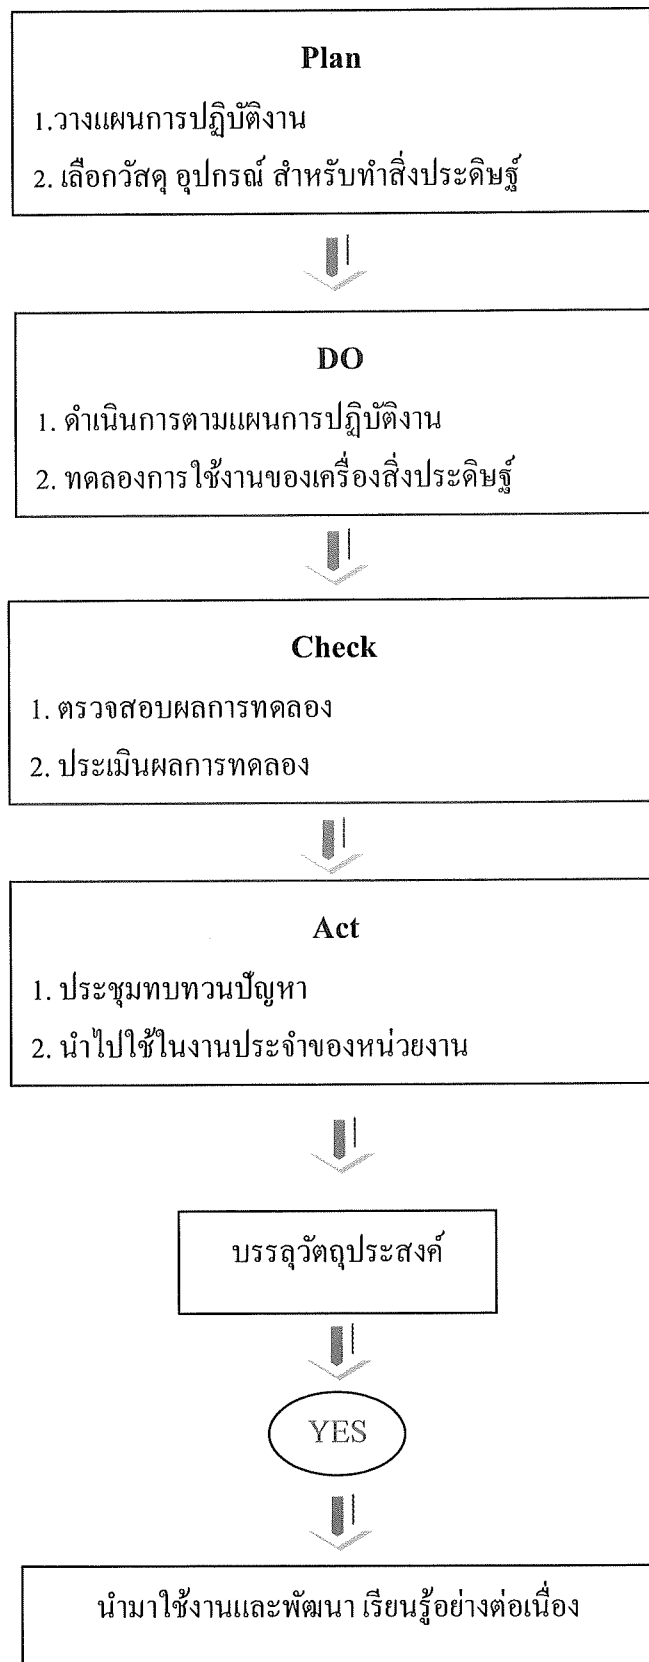 Plan
1.วางแผนการปฏิบัติงาน
2. เลือกวัสดุ อุปกรณ์ สำหรับทำสิ่งประดิษฐ์
DO
1. ดำเนินการตามแผนการปฏิบัติงาน
2. ทดลองการใช้งานของเครื่องสิ่งประดิษฐ์
Check
1. ตรวจสอบผลการทดลอง
2. ประเมินผลการทดลอง
Act
1. ประชุมทบทวนปัญหา
2. นำไปใช้ในงานประจำของหน่วยงาน
บรรลุวัตถุประสงค์
YES
นำมาใช้งานและพัฒนา เรียนรู้อย่างต่อเนื่อง